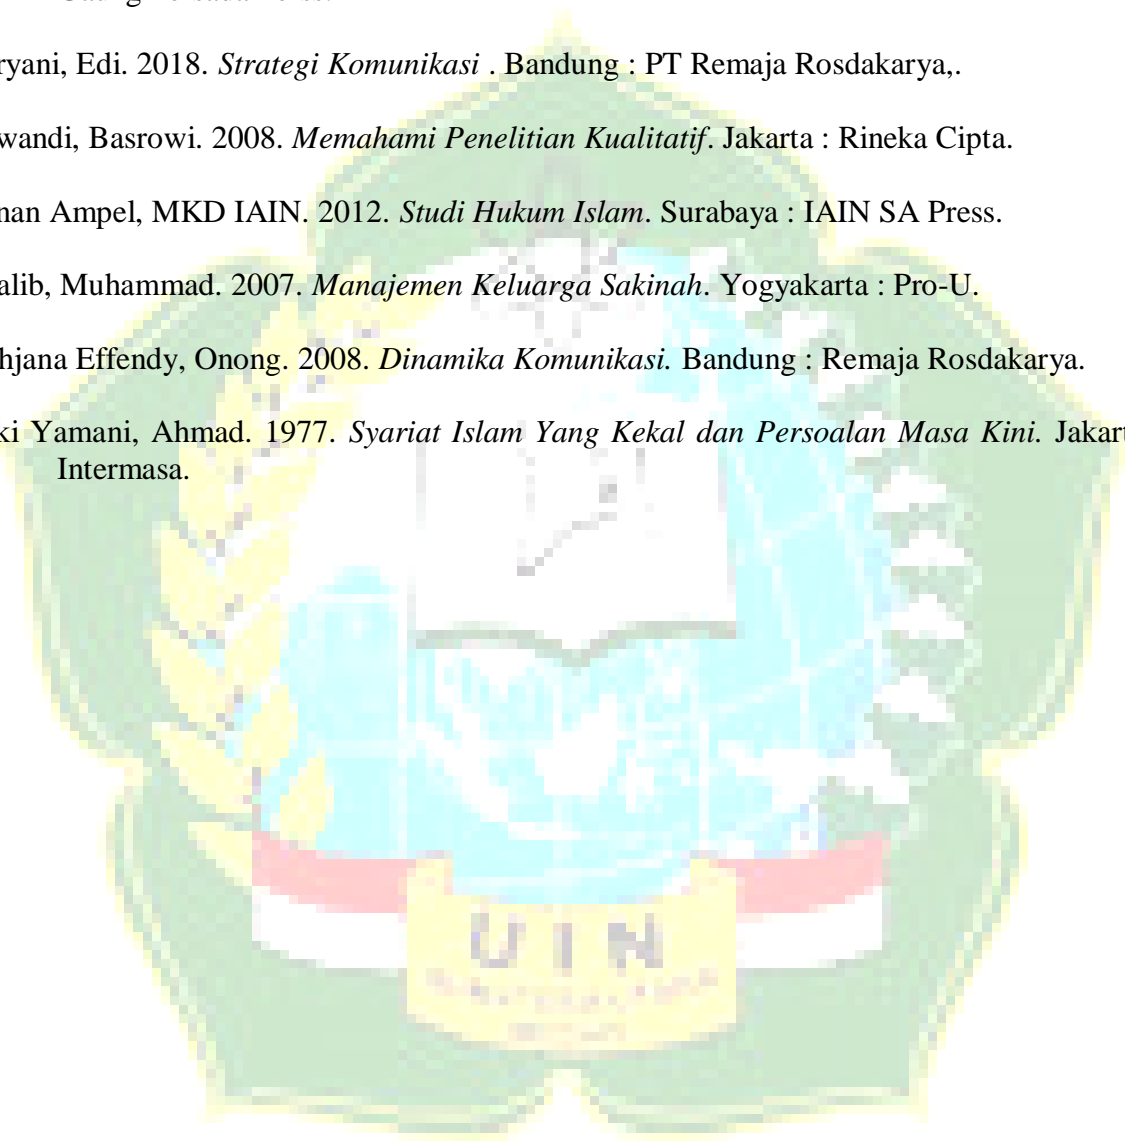 ryani, Edi. 2018. Strategi Komunikasi . Bandung : PT Remaja Rosdakarya,.
wandi, Basrowi. 2008. Memahami Penelitian Kualitatif. Jakarta : Rineka Cipta.
nan Ampel, MKD IAIN. 2012. Studi Hukum Islam. Surabaya : IAIN SA Press.
alib, Muhammad. 2007. Manajemen Keluarga Sakinah. Yogyakarta : Pro-U.
hjana Effendy, Onong. 2008. Dinamika Komunikasi. Bandung : Remaja Rosdakarya.
ki Yamani, Ahmad. 1977. Syariat Islam Yang Kekal dan Persoalan Masa Kini. Jakart
Intermasa.
UIN